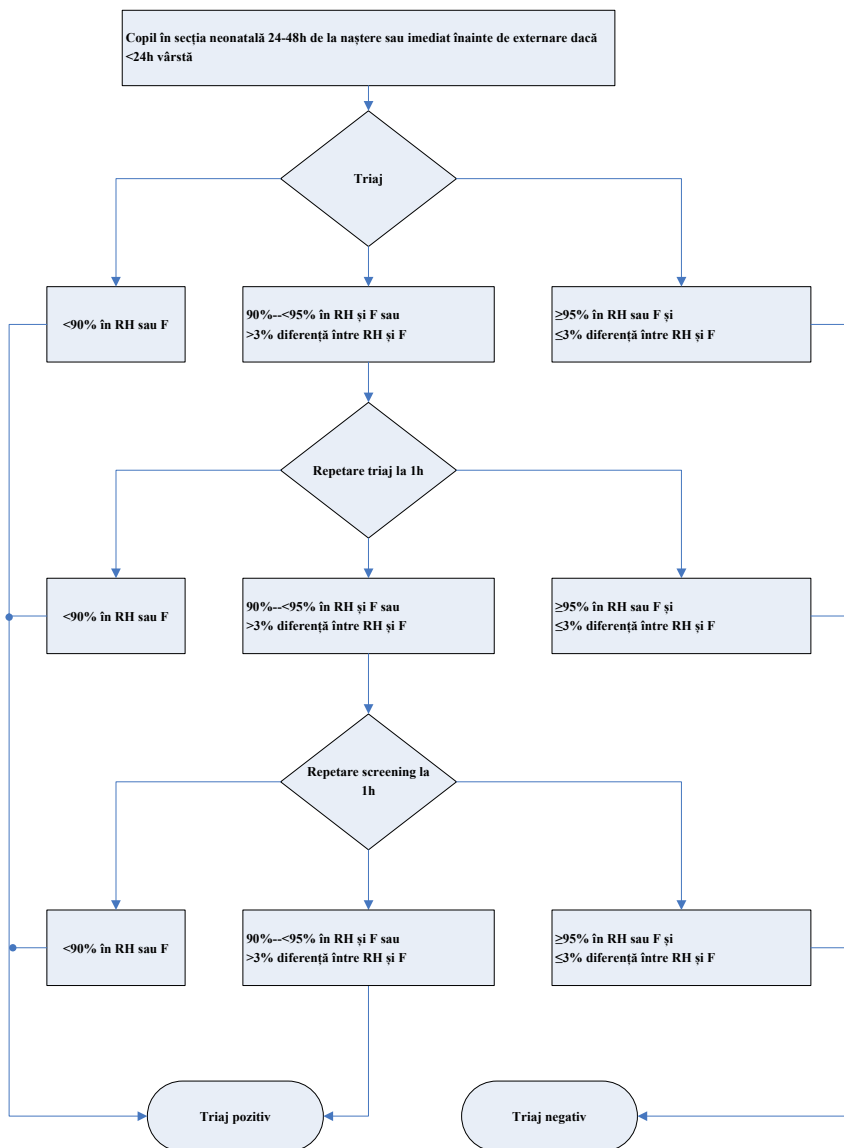 Copil în secția neonatală 24-48h de la naștere sau imediat înainte de externare dacă
<24h vârstă
Triaj
<90% în RH sau F
90%--<95% în RH și F sau
>3% diferență între RH și F
≥95% în RH sau F și
≤3% diferență între RH și F
Repetare triaj la 1h
<90% în RH sau F
90%--<95% în RH și F sau
>3% diferență între RH și F
≥95% în RH sau F și
≤3% diferență între RH și F
Repetare screening la
1h
<90% în RH sau F
90%--<95% în RH și F sau
>3% diferență între RH și F
≥95% în RH sau F și
≤3% diferență între RH și F
Triaj pozitiv
Triaj negativ